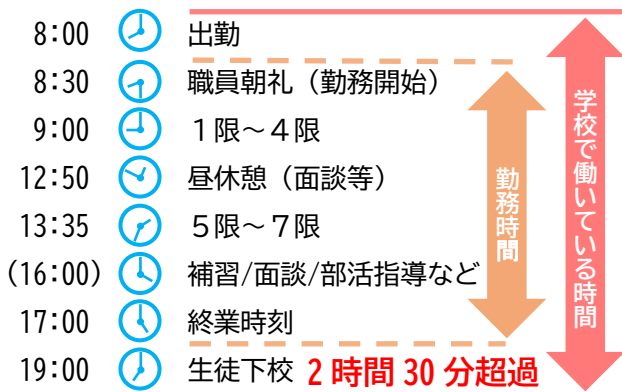 8:00 出勤
8:30 職員朝礼（勤務開始）
9:00 １限～４限
12:50 昼休憩（面談等）
13:35 ５限～７限
(16:00) 補習/面談/部活指導など
17:00 終業時刻
19:00 生徒下校 2時間30分超過
勤務時間
学校で働いている時間